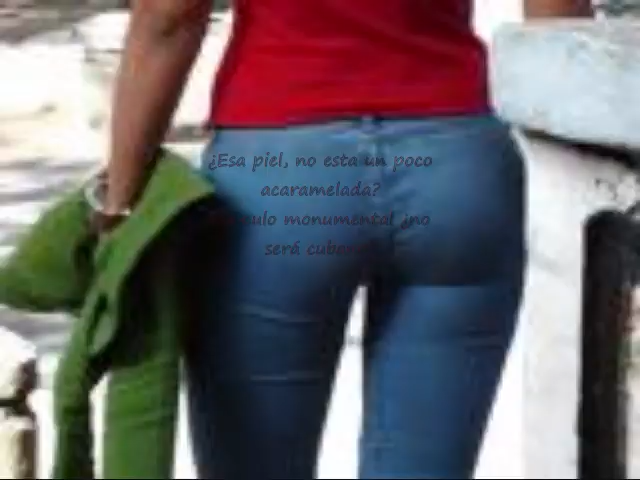 ¿Esa piel, no esta un poco
acaramelada?
culo monumental ¿no
será